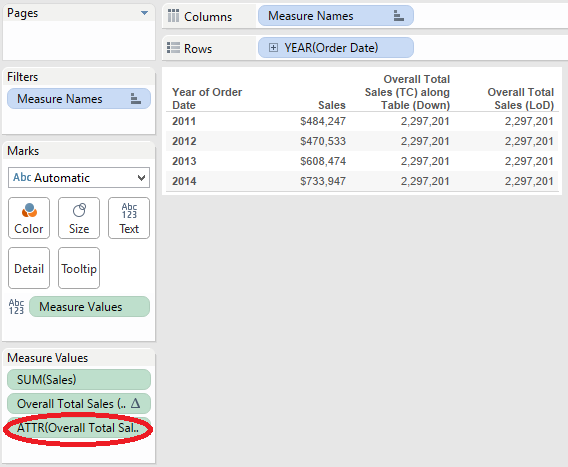 Pages
Columns
Measure Names
Rows
YEAR(Order Date)
Filters
Measure Names
Marks
Abc Automatic
Color
Size
Abc
123
Text
Detail
Tooltip
Abc
123
Measure Values
Measure Values
SUM(Sales)
Overall Total Sales (..
ATTR(Overall Total Sal..
Year of Order
Date
Sales
Overall Total
Sales (TC) along
Table (Down)
Overall Total
Sales (LoD)
2011 $484,247 2,297,201 2,297,201
2012 $470,533 2,297,201 2,297,201
2013 $608,474 2,297,201 2,297,201
2014 $733,947 2,297,201 2,297,201